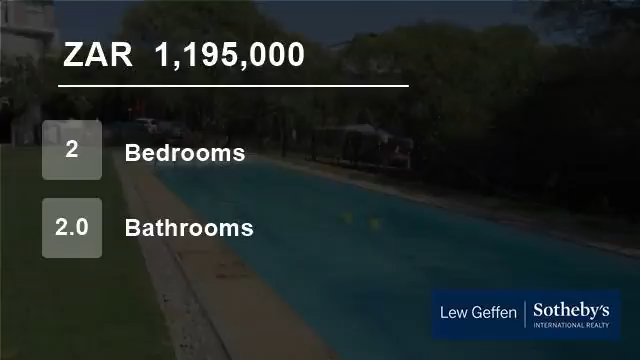 ZAR 1,195,000
2 Bedrooms
2.0 Bathrooms
Lew Geffen Sotheby's
INTERNATIONAL REALTY